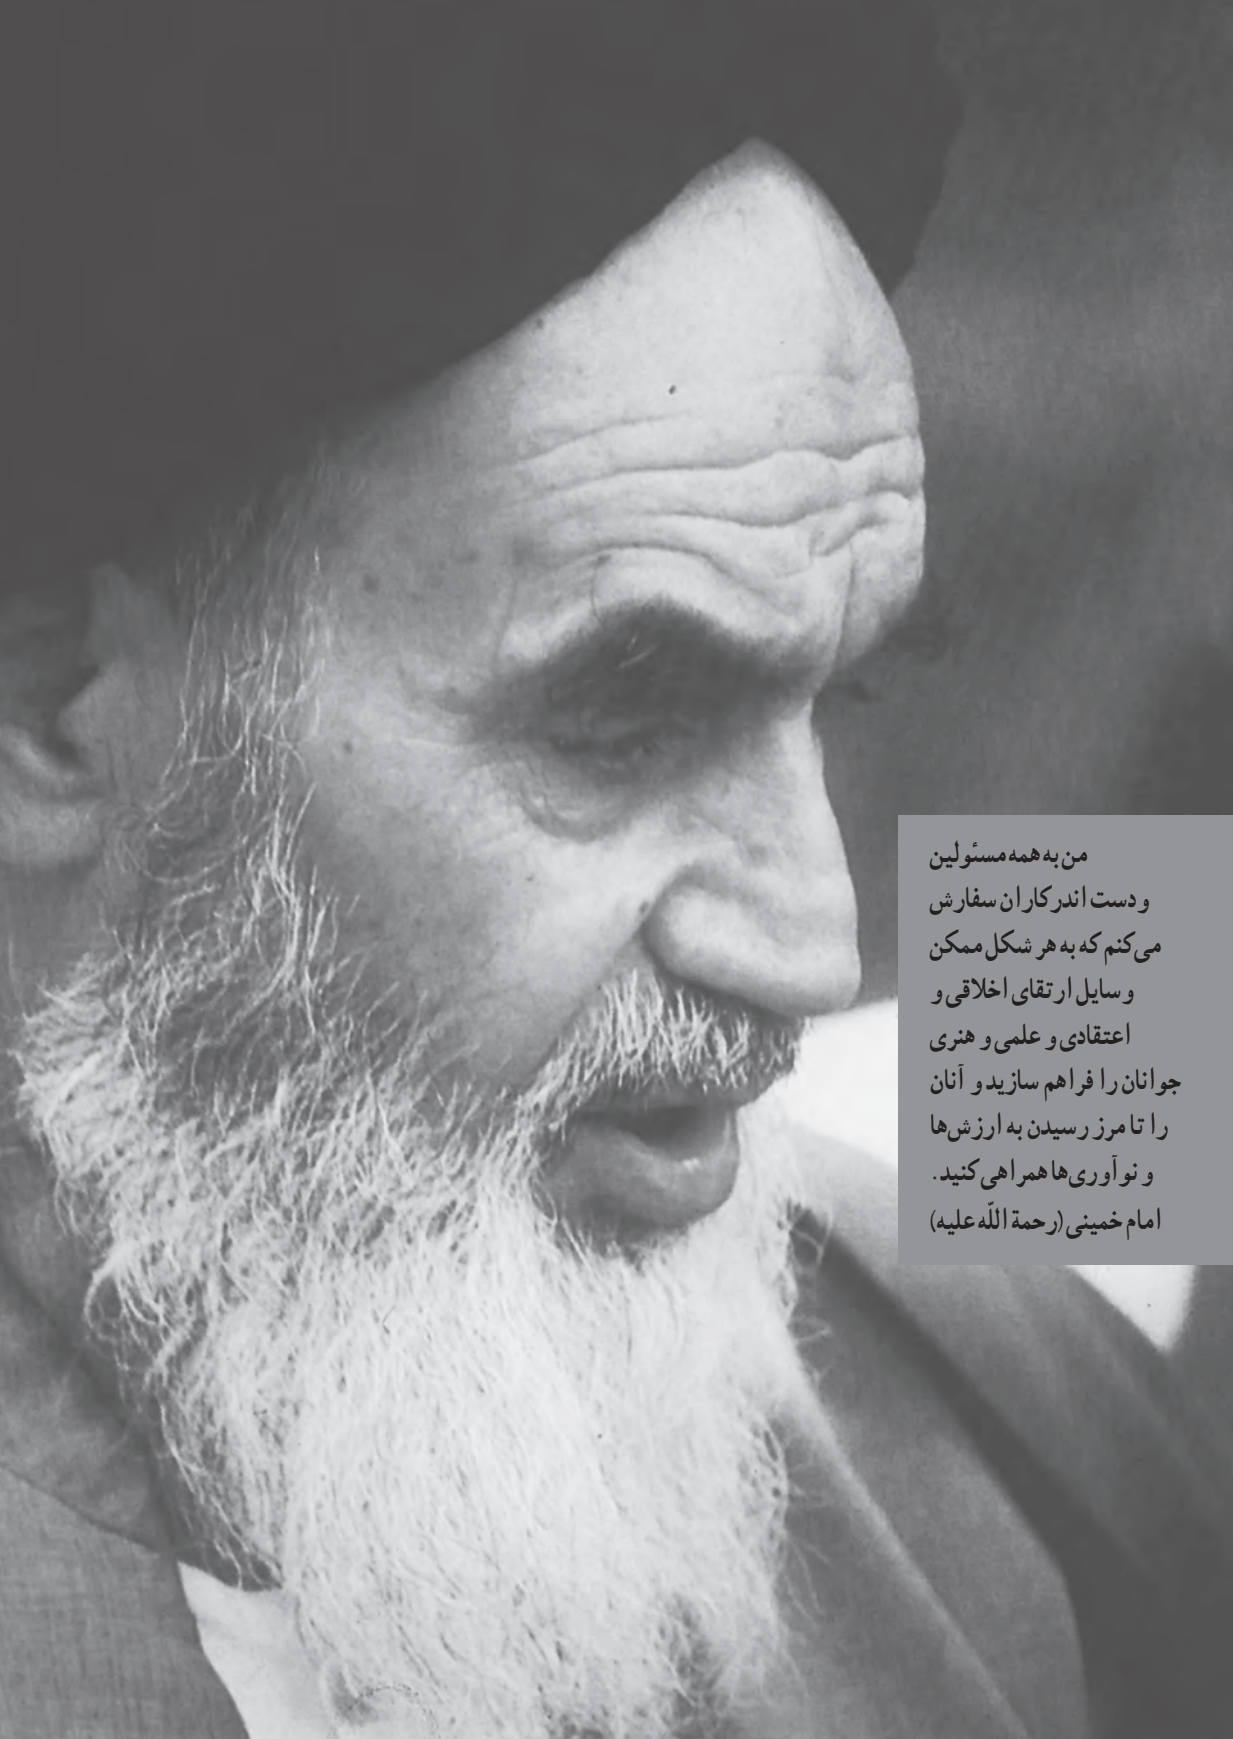 من به همه مسئولین
و دست اندرکاران سفارش
می‌کنم که به هر شکل ممکن
وسایل ارتقای اخلاقی و
اعتقادی و علمی و هنری
جوانان را فراهم سازید و آنان
را تا مرز رسیدن به ارزش‌ها
و نوآوری‌ها همراهی کنید.
امام خمینی (رحمة اللّه علیه)